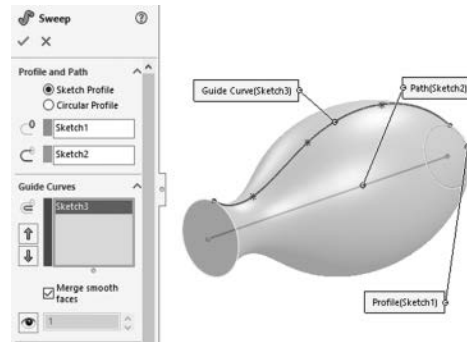 Sweep
Profile and Path
Sketch Profile
Circular Profile
Sketch1
Sketch2
Guide Curves
Sketch3
Merge smooth
faces
1
Guide Curve(Sketch3)
Path(Sketch2)
Profile(Sketch1)